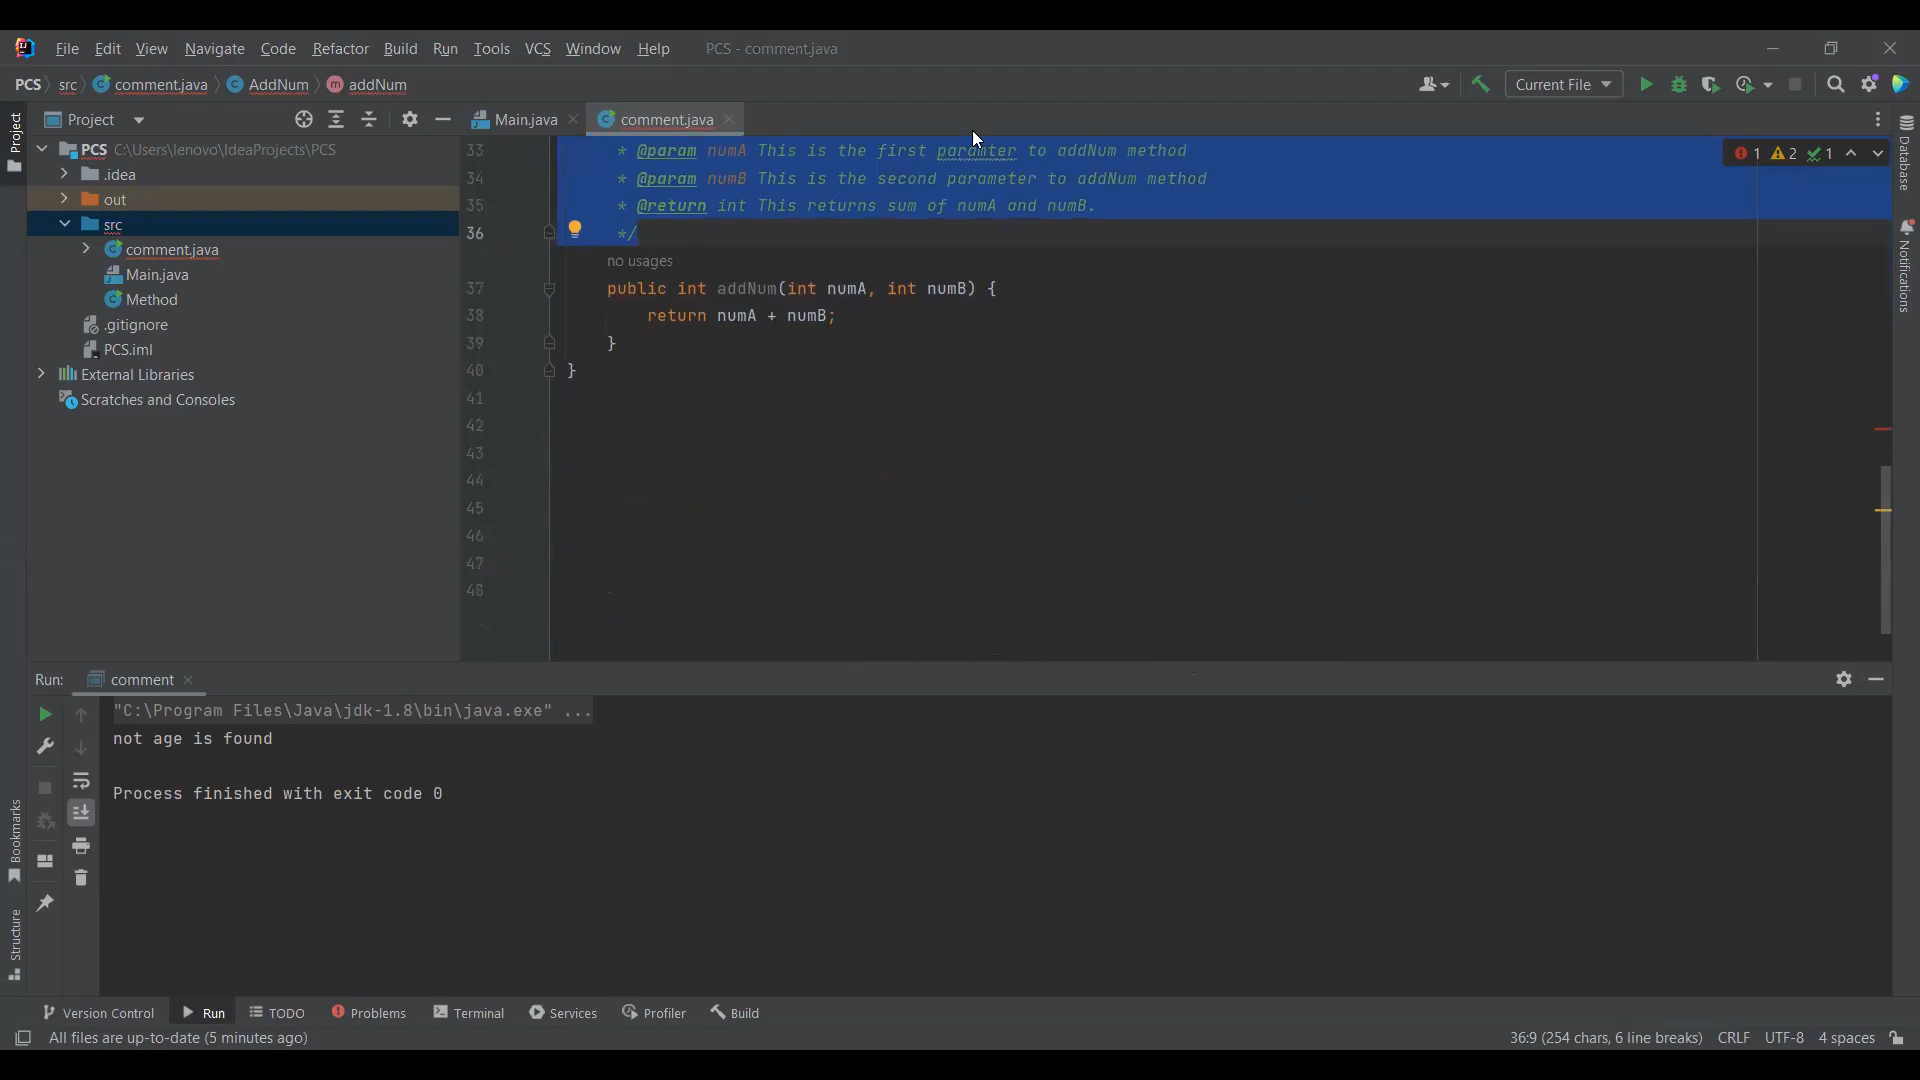 File Edit View Navigate Code Refactor Build Run Tools VCS Window Help PCS - comment.java
PCS src comment.java AddNum addNum Current File
Project Main.java comment.java
Project
PCS C:\Users\lenovo\IdeaProjects\PCS
.idea
out
src
comment.java
Main.java
Method
.gitignore
PCS.iml
External Libraries
Scratches and Consoles
33 * @param numA This is the first paramter to addNum method
34 * @param numB This is the second parameter to addNum method
35 * @return int This returns sum of numA and numB.
36 */
no usages
37 public int addNum(int numA, int numB) {
38 return numA + numB;
39 }
40 }
41
42
43
44
45
46
47
48
1 2 1
Database
Notifications
Run: comment
"C:\Program Files\Java\jdk-1.8\bin\java.exe" ...
not age is found
Process finished with exit code 0
Bookmarks
Structure
Version Control Run TODO Problems Terminal Services Profiler Build
All files are up-to-date (5 minutes ago) 36:9 (254 chars, 6 line breaks) CRLF UTF-8 4 spaces